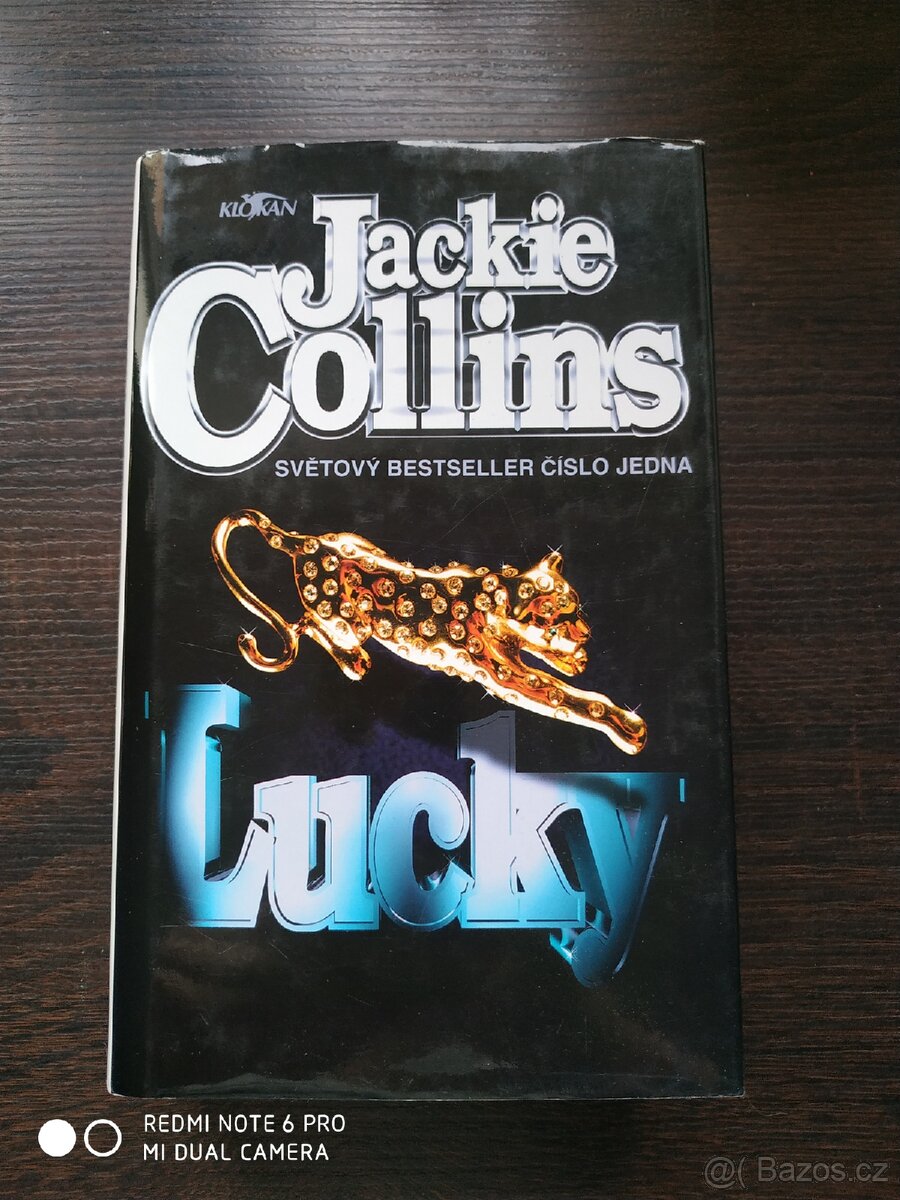 KLOKAN
Jackie
Collins
SVĚTOVÝ BESTSELLER ČÍSLO JEDNA
Lucky
REDMI NOTE 6 PRO
MI DUAL CAMERA
@( Bazos.cz